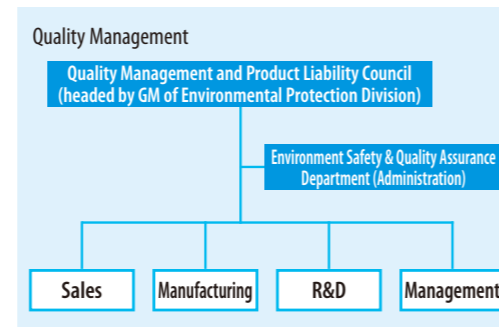 Quality Management
Quality Management and Product Liability Council
(headed by GM of Environmental Protection Division)
Environment Safety & Quality Assurance
Department (Administration)
Sales
Manufacturing
R&D
Management